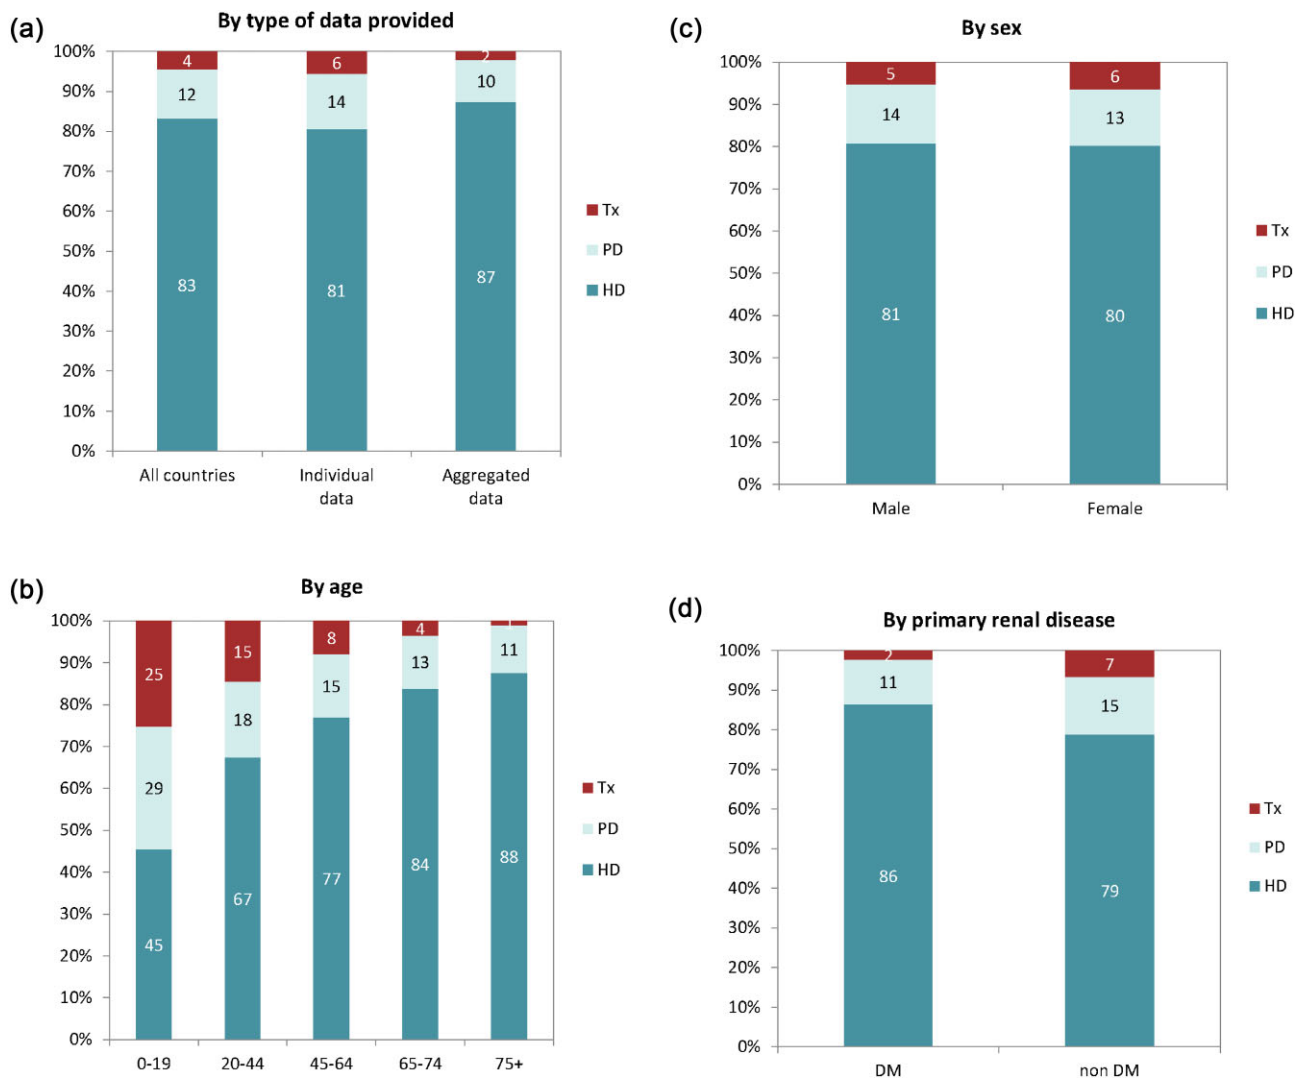 (a)
By type of data provided
100%
90%
80%
70%
60%
50%
40%
30%
20%
10%
0%
4
12
83
6
14
81
2
10
87
All countries
Individual
data
Aggregated
data
Tx
PD
HD
(c)
By sex
100%
90%
80%
70%
60%
50%
40%
30%
20%
10%
0%
5
14
81
6
13
80
Male
Female
Tx
PD
HD
(b)
By age
100%
90%
80%
70%
60%
50%
40%
30%
20%
10%
0%
25
29
45
15
18
67
8
15
77
4
13
84
1
11
88
0-19
20-44
45-64
65-74
75+
Tx
PD
HD
(d)
By primary renal disease
100%
90%
80%
70%
60%
50%
40%
30%
20%
10%
0%
2
11
86
7
15
79
DM
non DM
Tx
PD
HD